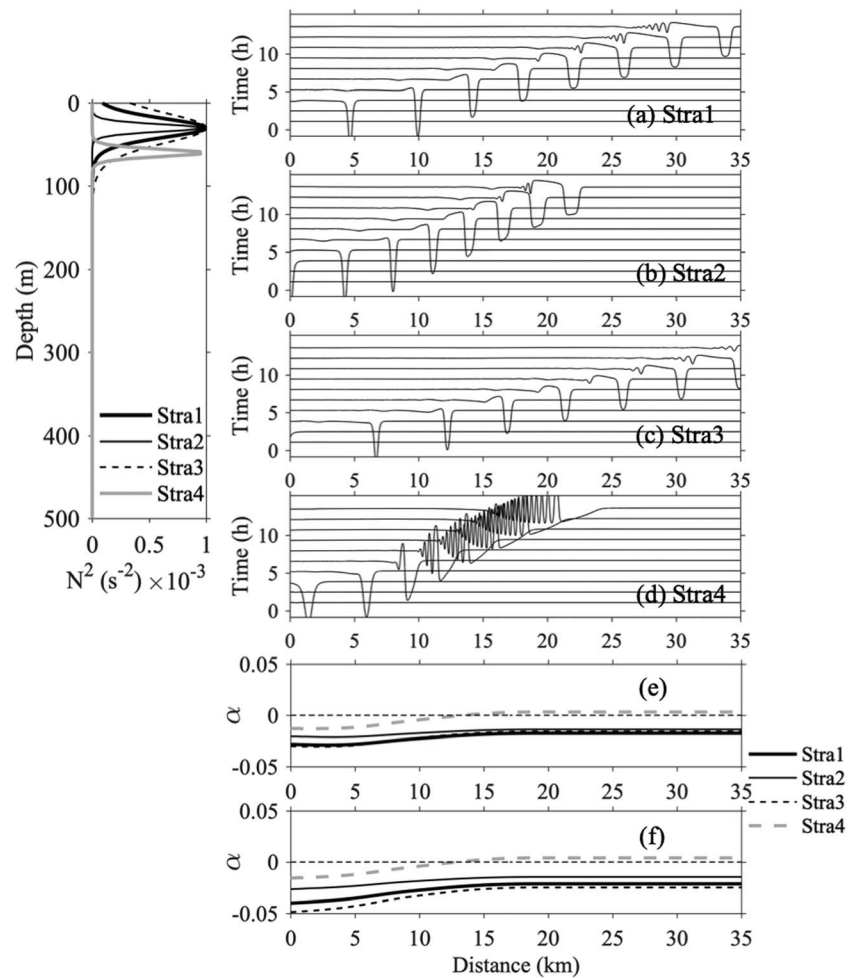 0
100
200
300
400
500
Depth (m)
Stra1
Stra2
Stra3
Stra4
0 0.5 1
N² (s⁻²) ×10⁻³
Time (h)
10
5
0
(a) Stra1
0 5 10 15 20 25 30 35
Time (h)
10
5
0
(b) Stra2
0 5 10 15 20 25 30 35
Time (h)
10
5
0
(c) Stra3
0 5 10 15 20 25 30 35
Time (h)
10
5
0
(d) Stra4
0 5 10 15 20 25 30 35
0.05
0
-0.05
α
(e)
0 5 10 15 20 25 30 35
Stra1
Stra2
Stra3
Stra4
0.05
0
-0.05
α
(f)
0 5 10 15 20 25 30 35
Distance (km)